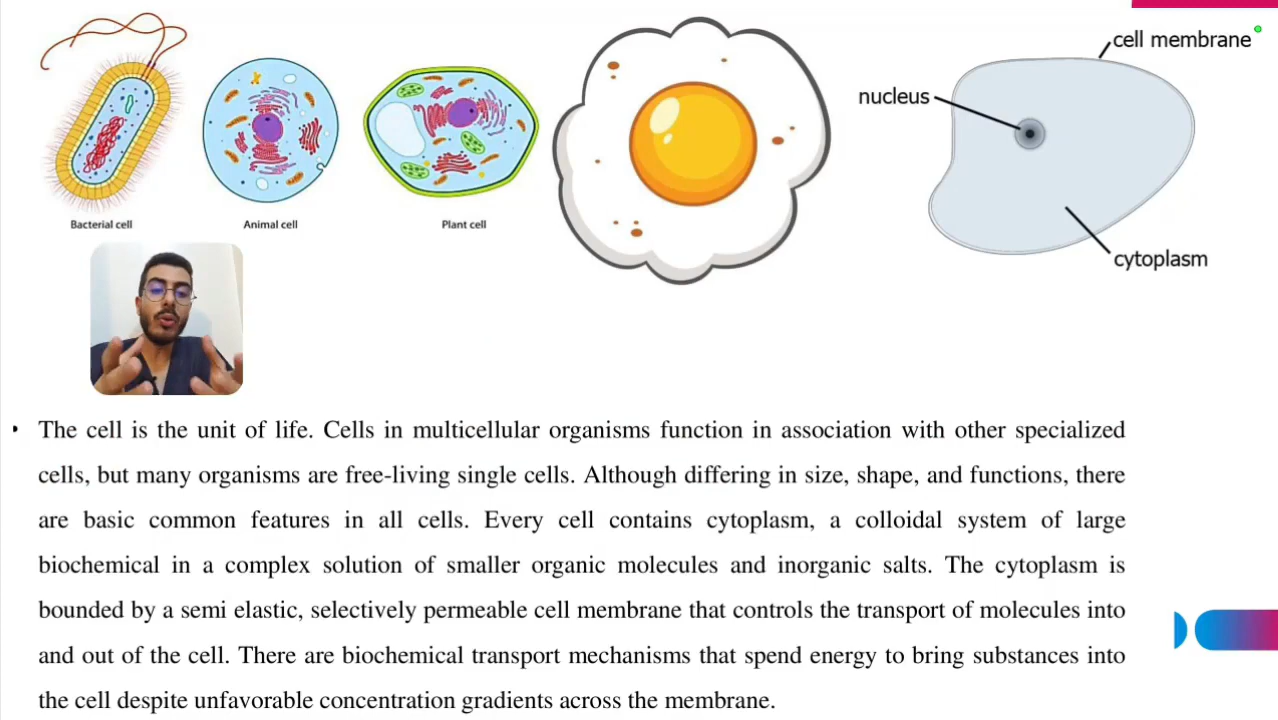 cell membrane
nucleus
cytoplasm
Bacterial cell
Animal cell
Plant cell
• The cell is the unit of life. Cells in multicellular organisms function in association with other specialized
cells, but many organisms are free-living single cells. Although differing in size, shape, and functions, there
are basic common features in all cells. Every cell contains cytoplasm, a colloidal system of large
biochemical in a complex solution of smaller organic molecules and inorganic salts. The cytoplasm is
bounded by a semi elastic, selectively permeable cell membrane that controls the transport of molecules into
and out of the cell. There are biochemical transport mechanisms that spend energy to bring substances into
the cell despite unfavorable concentration gradients across the membrane.